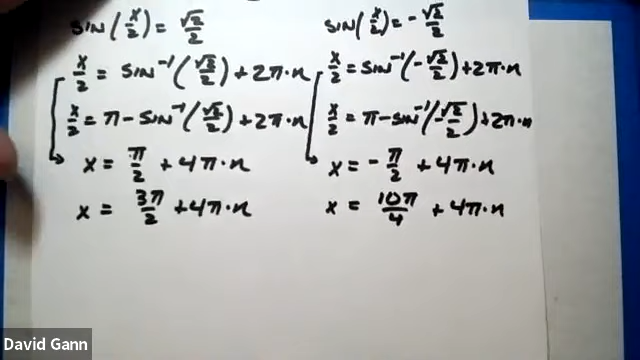 sin(x/2) = √2/2
x/2 = sin⁻¹(√2/2) + 2π·n
x/2 = π - sin⁻¹(√2/2) + 2π·n
x = π/2 + 4π·n
x = 3π/2 + 4π·n
sin(x/2) = -√2/2
x/2 = sin⁻¹(-√2/2) + 2π·n
x/2 = π - sin⁻¹(-√2/2) + 2π·n
x = -π/2 + 4π·n
x = 10π/4 + 4π·n
David Gann